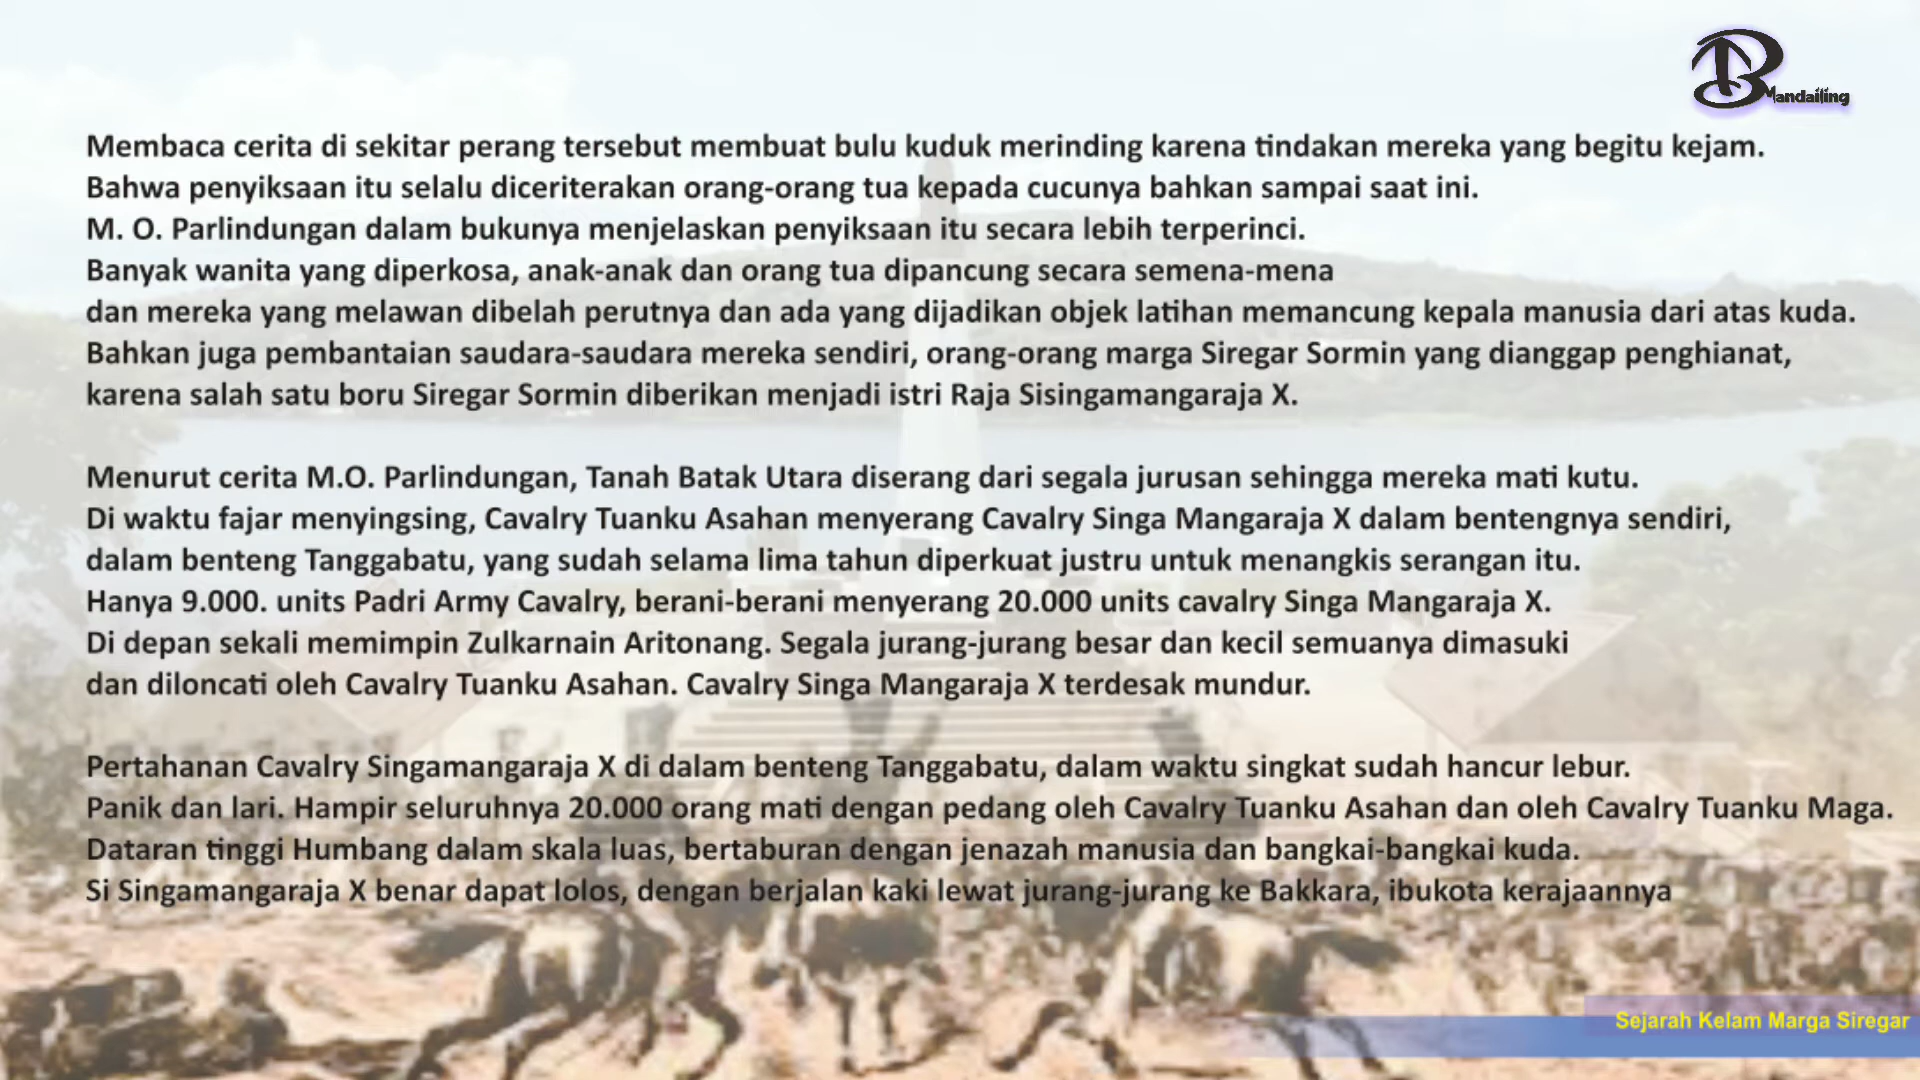 Mandailing
Membaca cerita di sekitar perang tersebut membuat bulu kuduk merinding karena tindakan mereka yang begitu kejam.
Bahwa penyiksaan itu selalu diceriterakan orang-orang tua kepada cucunya bahkan sampai saat ini.
M. O. Parlindungan dalam bukunya menjelaskan penyiksaan itu secara lebih terperinci.
Banyak wanita yang diperkosa, anak-anak dan orang tua dipancung secara semena-mena
dan mereka yang melawan dibelah perutnya dan ada yang dijadikan objek latihan memancung kepala manusia dari atas kuda.
Bahkan juga pembantaian saudara-saudara mereka sendiri, orang-orang marga Siregar Sormin yang dianggap penghianat,
karena salah satu boru Siregar Sormin diberikan menjadi istri Raja Sisingamangaraja X.
Menurut cerita M.O. Parlindungan, Tanah Batak Utara diserang dari segala jurusan sehingga mereka mati kutu.
Di waktu fajar menyingsing, Cavalry Tuanku Asahan menyerang Cavalry Singa Mangaraja X dalam bentengnya sendiri,
dalam benteng Tanggabatu, yang sudah selama lima tahun diperkuat justru untuk menangkis serangan itu.
Hanya 9.000. units Padri Army Cavalry, berani-berani menyerang 20.000 units cavalry Singa Mangaraja X.
Di depan sekali memimpin Zulkarnain Aritonang. Segala jurang-jurang besar dan kecil semuanya dimasuki
dan diloncati oleh Cavalry Tuanku Asahan. Cavalry Singa Mangaraja X terdesak mundur.
Pertahanan Cavalry Singamangaraja X di dalam benteng Tanggabatu, dalam waktu singkat sudah hancur lebur.
Panik dan lari. Hampir seluruhnya 20.000 orang mati dengan pedang oleh Cavalry Tuanku Asahan dan oleh Cavalry Tuanku Maga.
Dataran tinggi Humbang dalam skala luas, bertaburan dengan jenazah manusia dan bangkai-bangkai kuda.
Si Singamangaraja X benar dapat lolos, dengan berjalan kaki lewat jurang-jurang ke Bakkara, ibukota kerajaannya
Sejarah Kelam Marga Siregar